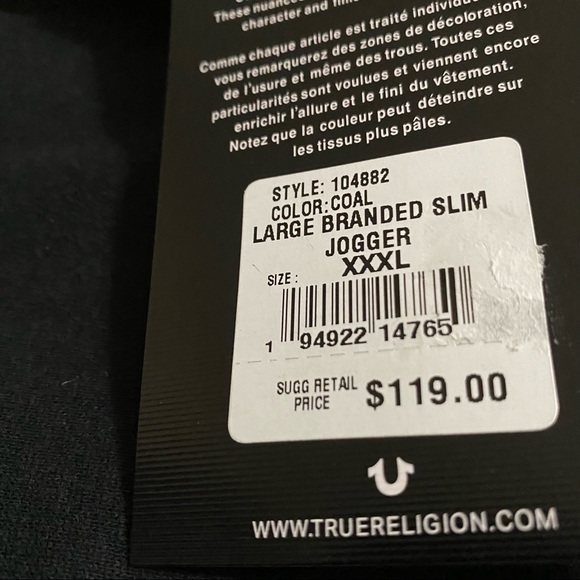 These
character and
Comme chaque article est traité
vous remarquerez des zones de décoloration,
de l'usure et même des trous. Toutes ces
particularités sont voulues et viennent encore
enrichir l'allure et le fini du vêtement.
Notez que la couleur peut déteindre sur
les tissus plus pâles.
STYLE: 104882
COLOR:COAL
LARGE BRANDED SLIM
JOGGER
SIZE: XXXL
1 94922 14765
SUGG RETAIL
PRICE $119.00
WWW.TRUERELIGION.COM